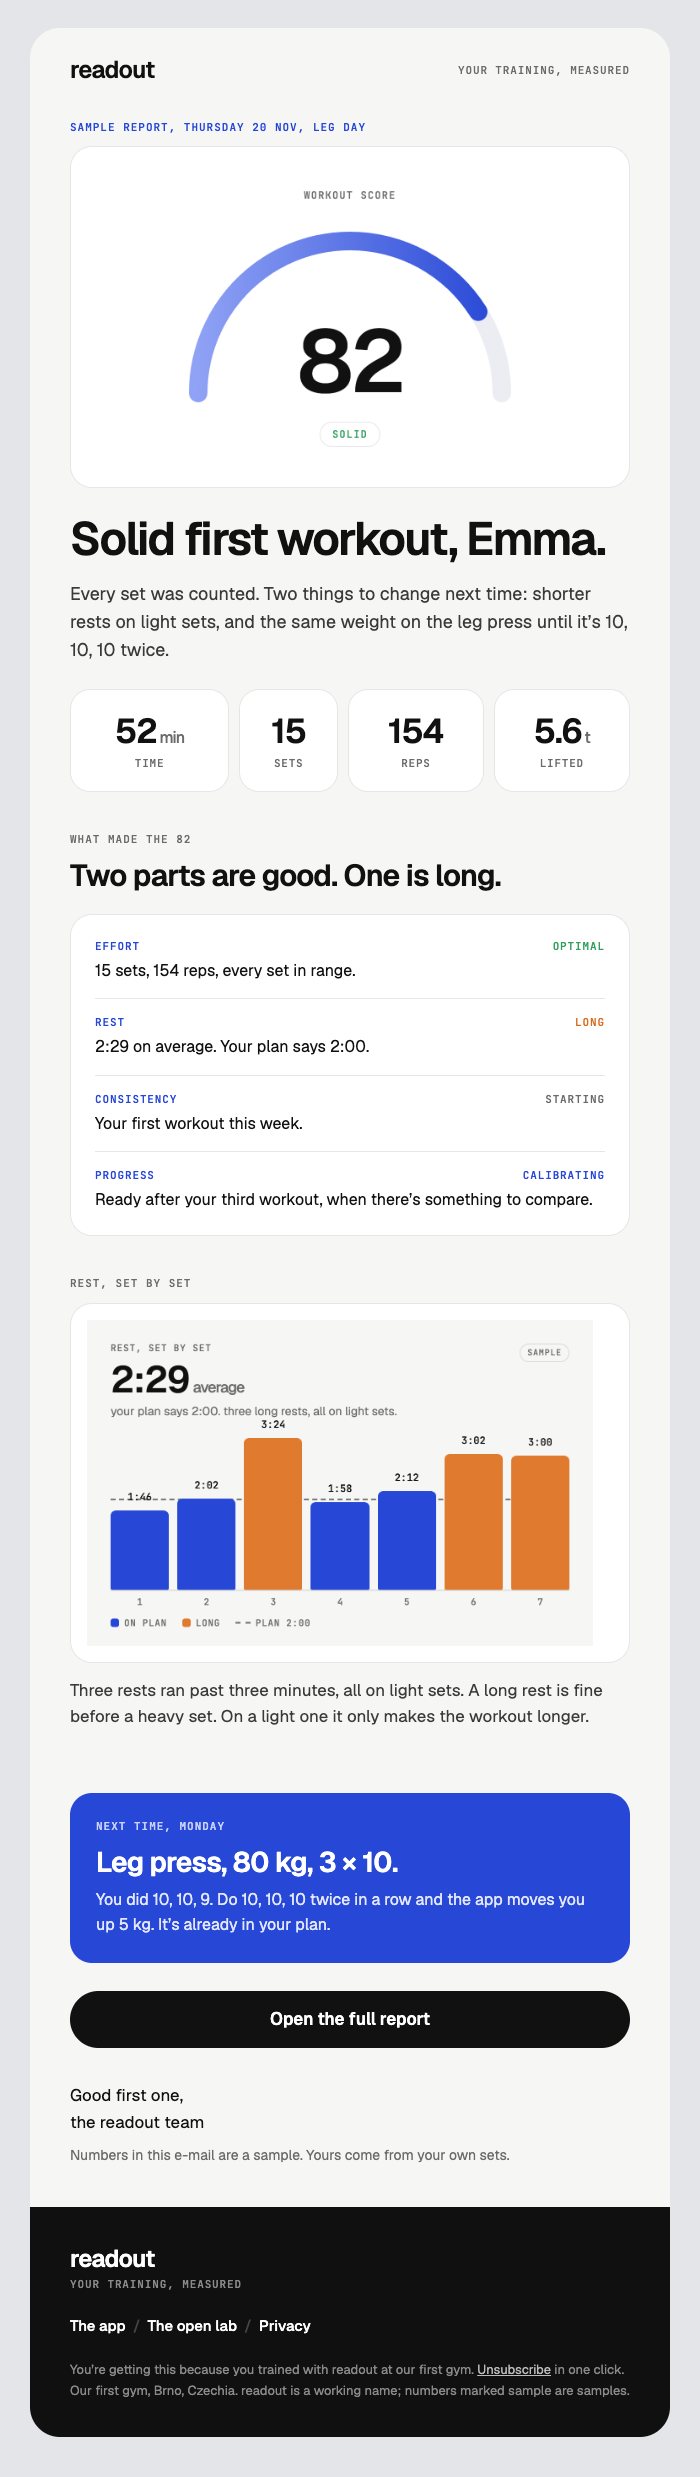 readout
YOUR TRAINING, MEASURED
SAMPLE REPORT, THURSDAY 20 NOV, LEG DAY
WORKOUT SCORE
82
SOLID
Solid first workout, Emma.
Every set was counted. Two things to change next time: shorter
rests on light sets, and the same weight on the leg press until it’s 10,
10, 10 twice.
52 min
TIME
15
SETS
154
REPS
5.6 t
LIFTED
WHAT MADE THE 82
Two parts are good. One is long.
EFFORT
OPTIMAL
15 sets, 154 reps, every set in range.
REST
LONG
2:29 on average. Your plan says 2:00.
CONSISTENCY
STARTING
Your first workout this week.
PROGRESS
CALIBRATING
Ready after your third workout, when there’s something to compare.
REST, SET BY SET
REST, SET BY SET
SAMPLE
2:29 average
your plan says 2:00. three long rests, all on light sets.
1:46
2:02
3:24
1:58
2:12
3:02
3:00
1 2 3 4 5 6 7
ON PLAN LONG PLAN 2:00
Three rests ran past three minutes, all on light sets. A long rest is fine
before a heavy set. On a light one it only makes the workout longer.
NEXT TIME, MONDAY
Leg press, 80 kg, 3 × 10.
You did 10, 10, 9. Do 10, 10, 10 twice in a row and the app moves you
up 5 kg. It’s already in your plan.
Open the full report
Good first one,
the readout team
Numbers in this e-mail are a sample. Yours come from your own sets.
readout
YOUR TRAINING, MEASURED
The app / The open lab / Privacy
You’re getting this because you trained with readout at our first gym. Unsubscribe in one click.
Our first gym, Brno, Czechia. readout is a working name; numbers marked sample are samples.